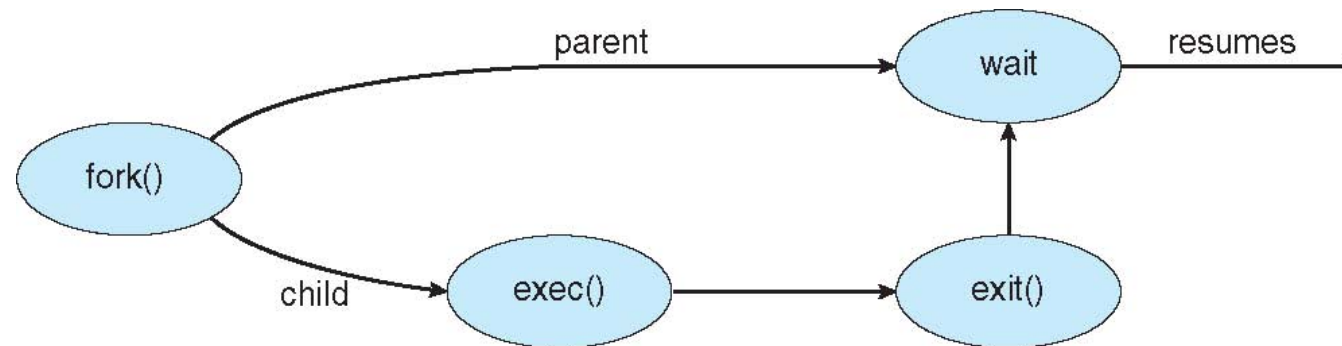 parent
resumes
wait
fork()
child
exec()
exit()